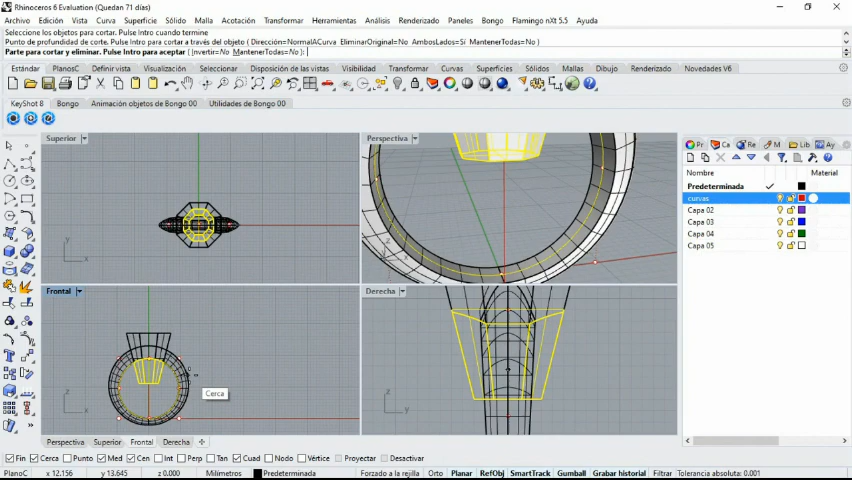 Rhinoceros 6 Evaluation (Quedan 71 días)
Archivo Edición Vista Curva Superficie Sólido Malla Acotación Transformar Herramientas Análisis Renderizado Paneles Bongo Flamingo nXt 5.5 Ayuda
Seleccione los objetos para cortar. Pulse Intro cuando termine
Punto de profundidad de corte. Pulse Intro para cortar a través del objeto ( Dirección=NormalACurva EliminarOriginal=No AmbosLados=Sí MantenerTodas=No ):
Parte para cortar y eliminar. Pulse Intro para aceptar ( Invertir=No MantenerTodas=No ):
Estándar PlanosC Definir vista Visualización Seleccionar Disposición de las vistas Visibilidad Transformar Curvas Superficies Sólidos Mallas Dibujo Renderizado Novedades V6
KeyShot 8 Bongo Animación objetos de Bongo 00 Utilidades de Bongo 00
Superior
Perspectiva
Pr Ca Re M Lib Ay
Nombre Material
Predeterminada
curvas
Capa 02
Capa 03
Capa 04
Capa 05
y x
z x
Frontal
Derecha
Cerca
z x
z y
Perspectiva Superior Frontal Derecha
Fin Cerca Punto Med Cen Int Perp Tan Cuad Nodo Vértice Proyectar Desactivar
PlanoC x 12.156 y 13.645 z 0.000 Milímetros Predeterminada Forzado a la rejilla Orto Planar RefObj SmartTrack Gumball Grabar historial Filtrar Tolerancia absoluta: 0.001